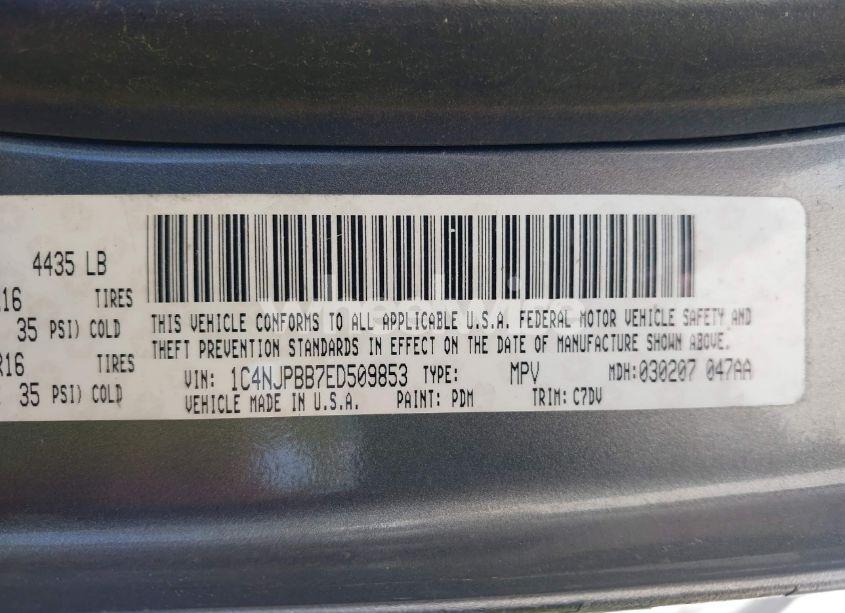 4435 LB
R16 TIRES
35 PSI) COLD
R16 TIRES
35 PSI) COLD
THIS VEHICLE CONFORMS TO ALL APPLICABLE U.S.A. FEDERAL MOTOR VEHICLE SAFETY AND
THEFT PREVENTION STANDARDS IN EFFECT ON THE DATE OF MANUFACTURE SHOWN ABOVE.
VIN: 1C4NJPBB7ED509853 TYPE: MPV MDH: 030207 047AA
VEHICLE MADE IN U.S.A. PAINT: PDM TRIM: C7DV